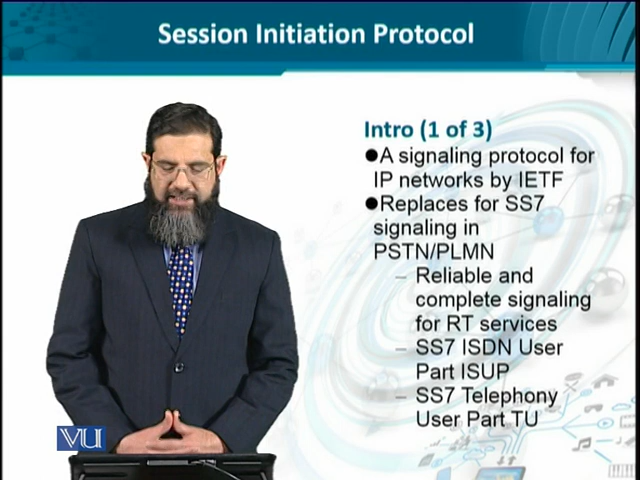 Session Initiation Protocol
Intro (1 of 3)
●A signaling protocol for
IP networks by IETF
●Replaces for SS7
signaling in
PSTN/PLMN
– Reliable and
complete signaling
for RT services
– SS7 ISDN User
Part ISUP
– SS7 Telephony
User Part TU
VU